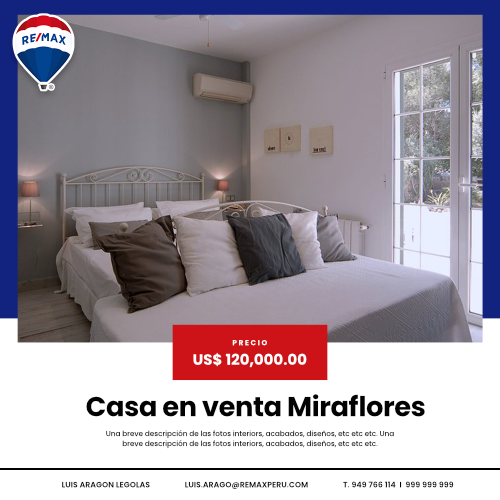 RE/MAX
PRECIO
US$ 120,000.00
Casa en venta Miraflores
Una breve descripción de las fotos interiors, acabados, diseños, etc etc etc. Una
breve descripción de las fotos interiors, acabados, diseños, etc etc etc.
LUIS ARAGON LEGOLAS
LUIS.ARAGO@REMAXPERU.COM
T. 949 766 114 I 999 999 999